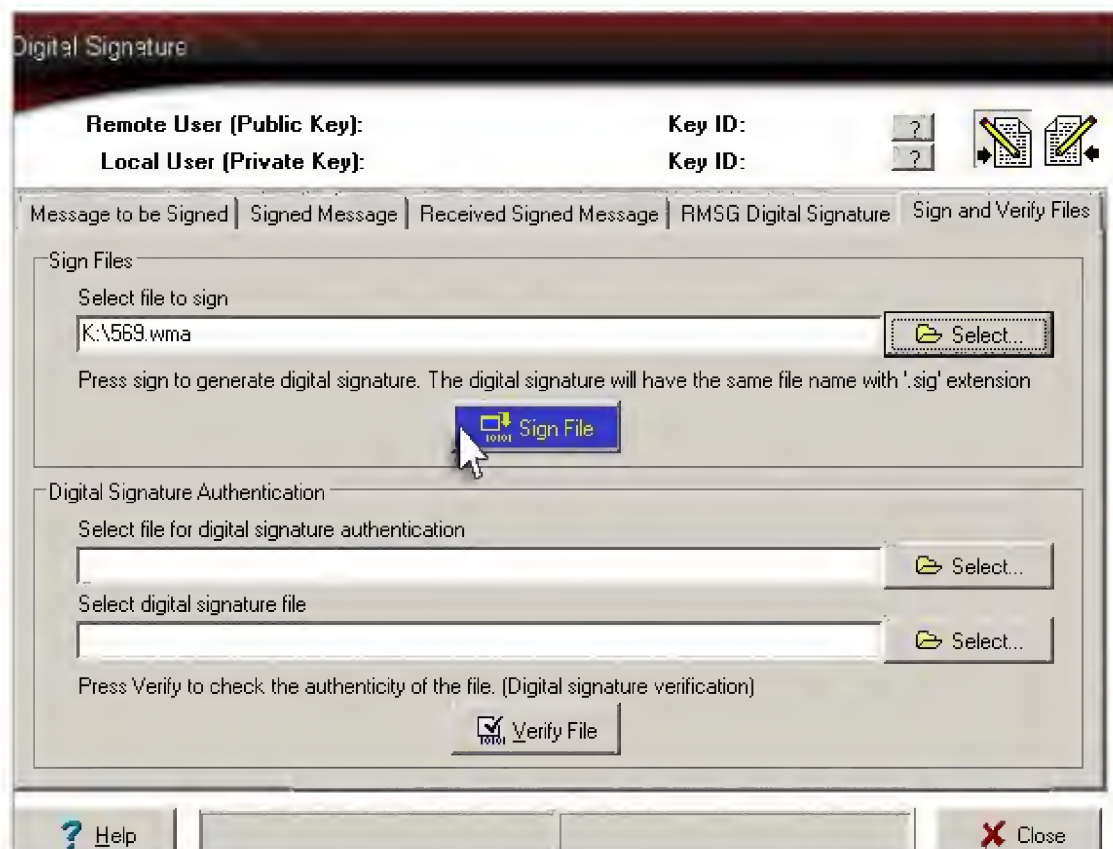 Digital Signature
Remote User (Public Key): Key ID: ?
Local User (Private Key): Key ID: ?
Message to be Signed Signed Message Received Signed Message RMSG Digital Signature Sign and Verify Files
Sign Files
Select file to sign
K:\569.wma Select...
Press sign to generate digital signature. The digital signature will have the same file name with '.sig' extension
10101 Sign File
Digital Signature Authentication
Select file for digital signature authentication
Select...
Select digital signature file
Select...
Press Verify to check the authenticity of the file. (Digital signature verification)
10101 Verify File
? Help Close